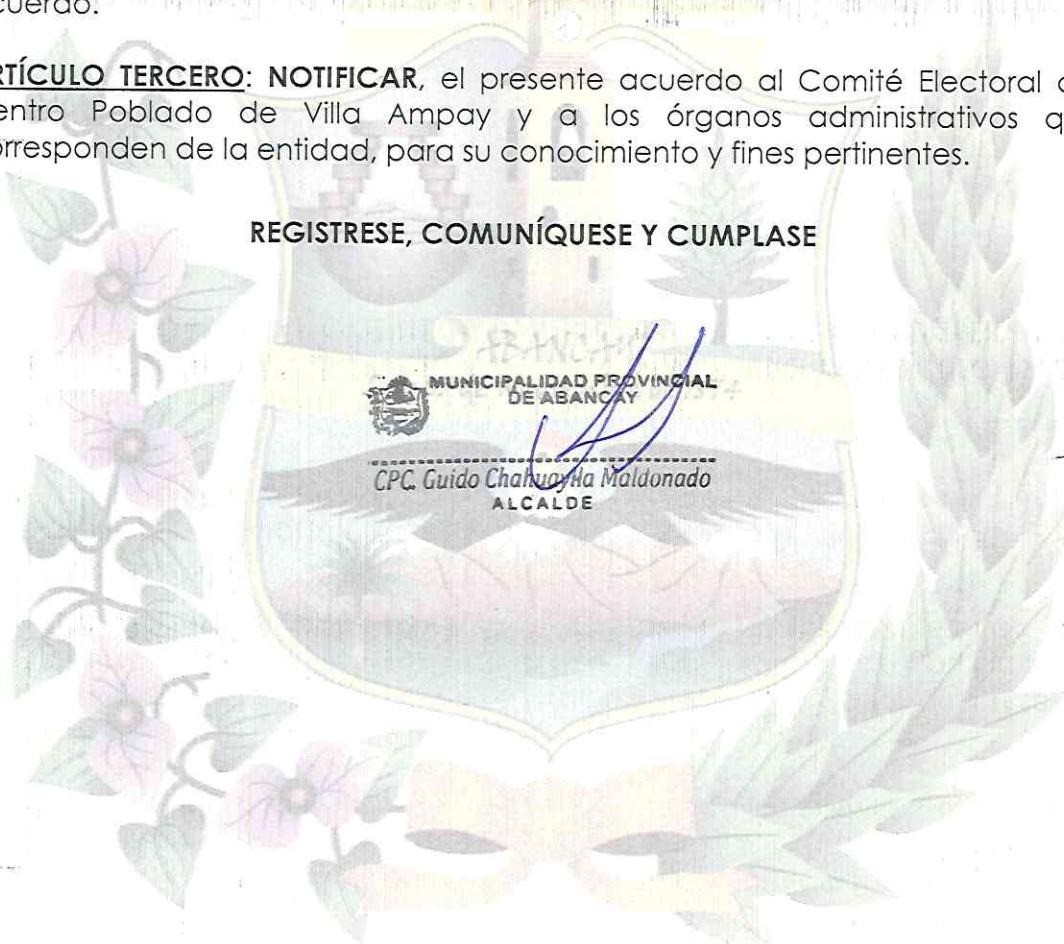 cuerdo.
RTÍCULO TERCERO: NOTIFICAR, el presente acuerdo al Comité Electoral d
entro Poblado de Villa Ampay y a los órganos administrativos q
orresponden de la entidad, para su conocimiento y fines pertinentes.
REGISTRESE, COMUNÍQUESE Y CUMPLASE
ABANCAY
MUNICIPALIDAD PROVINCIAL
DE ABANCAY
CPC. Guido Chahuaylla Maldonado
ALCALDE